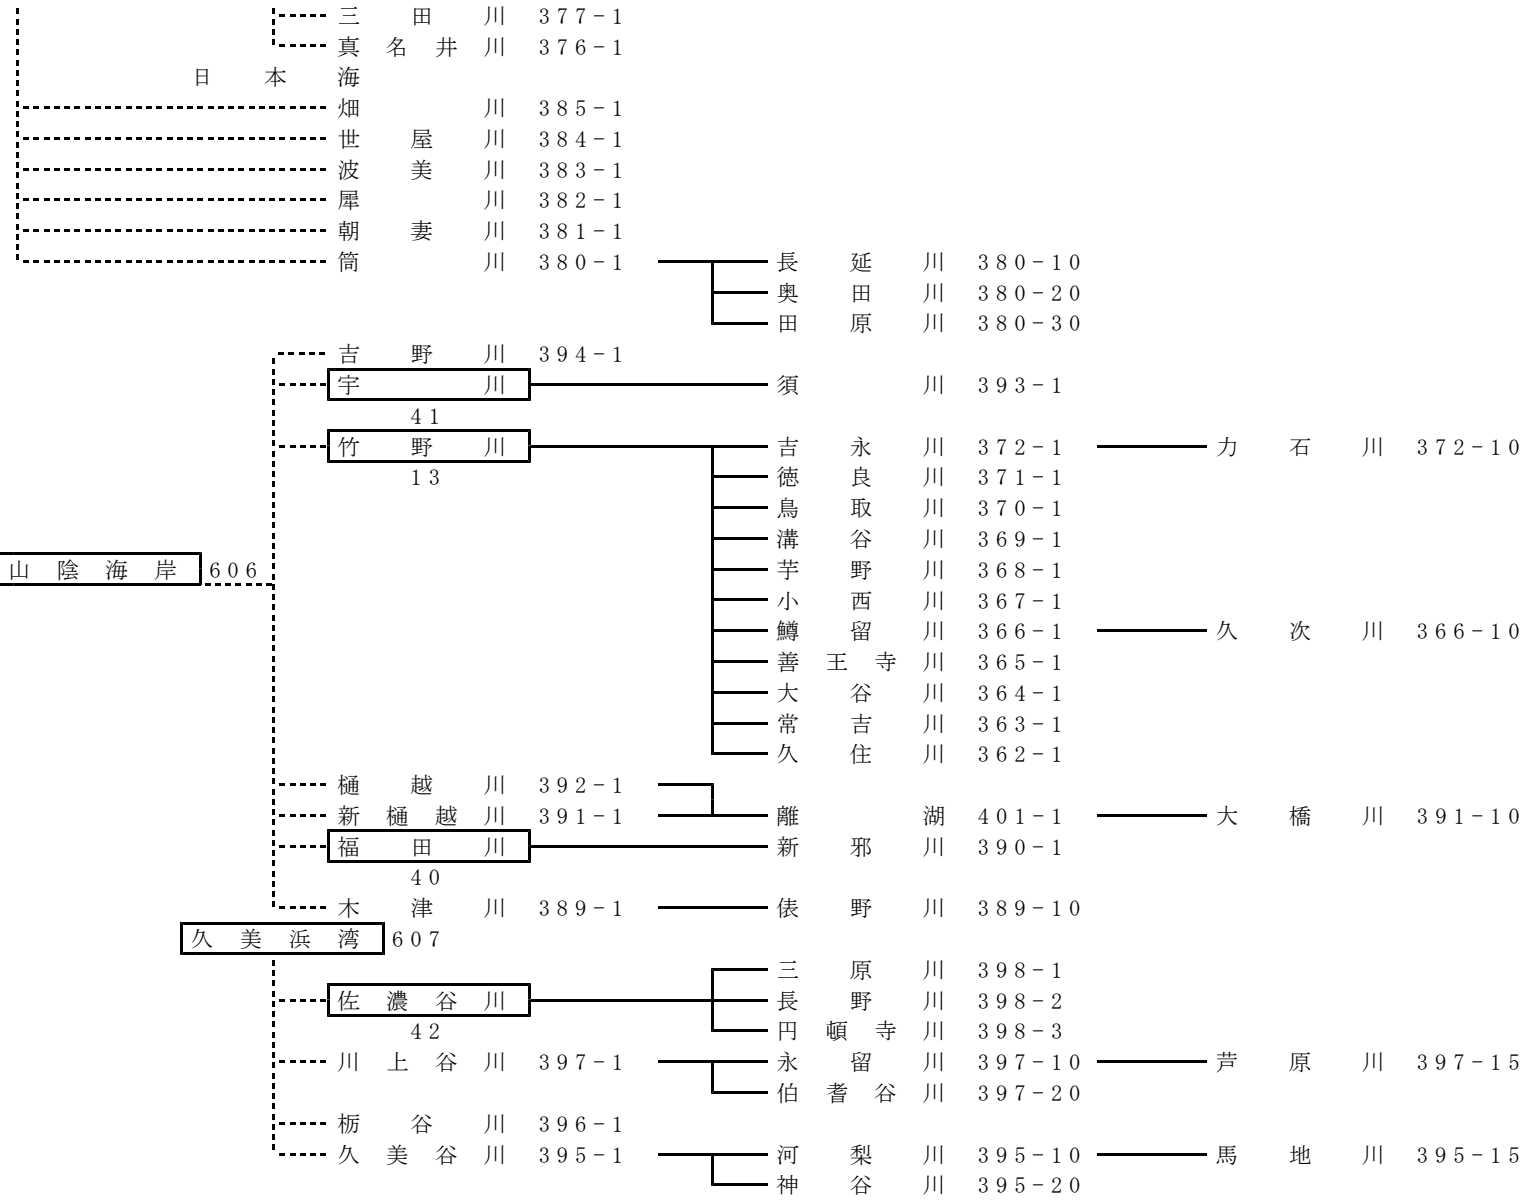 三田川 377-1
真名井川 376-1
日本海
畑川 385-1
世屋川 384-1
波美川 383-1
犀川 382-1
朝妻川 381-1
筒川 380-1 長延川 380-10
奥田川 380-20
田原川 380-30
吉野川 394-1
宇川 須川 393-1
41
竹野川 吉永川 372-1 力石川 372-10
13 徳良川 371-1
鳥取川 370-1
溝谷川 369-1
山陰海岸 606 芋野川 368-1
小西川 367-1
鱒留川 366-1 久次川 366-10
善王寺川 365-1
大谷川 364-1
常吉川 363-1
久住川 362-1
樋越川 392-1
新樋越川 391-1 離湖 401-1 大橋川 391-10
福田川 新邪川 390-1
40
木津川 389-1 俵野川 389-10
久美浜湾 607
三原川 398-1
佐濃谷川 長野川 398-2
42 円頓寺川 398-3
川上谷川 397-1 永留川 397-10 芦原川 397-15
伯耆谷川 397-20
栃谷川 396-1
久美谷川 395-1 河梨川 395-10 馬地川 395-15
神谷川 395-20